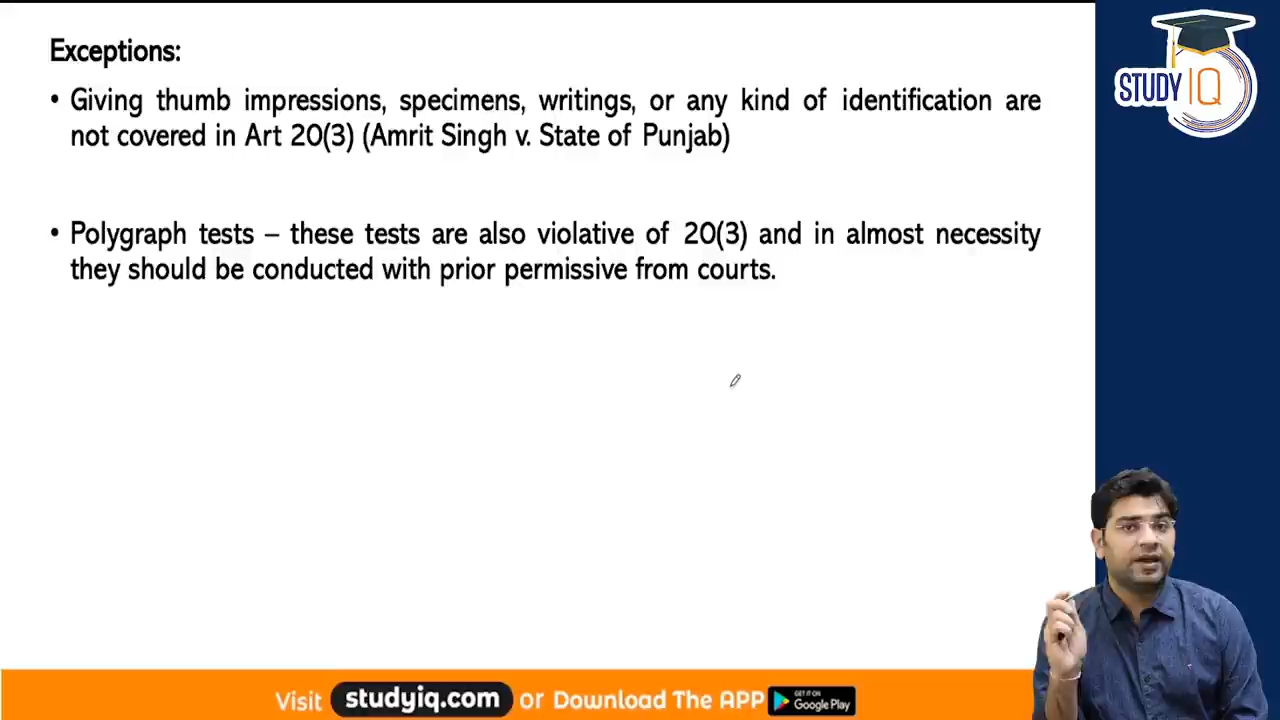 Exceptions:
• Giving thumb impressions, specimens, writings, or any kind of identification are
not covered in Art 20(3) (Amrit Singh v. State of Punjab)
• Polygraph tests – these tests are also violative of 20(3) and in almost necessity
they should be conducted with prior permissive from courts.
STUDY IQ
Visit studyiq.com or Download The APP GET IT ON Google Play